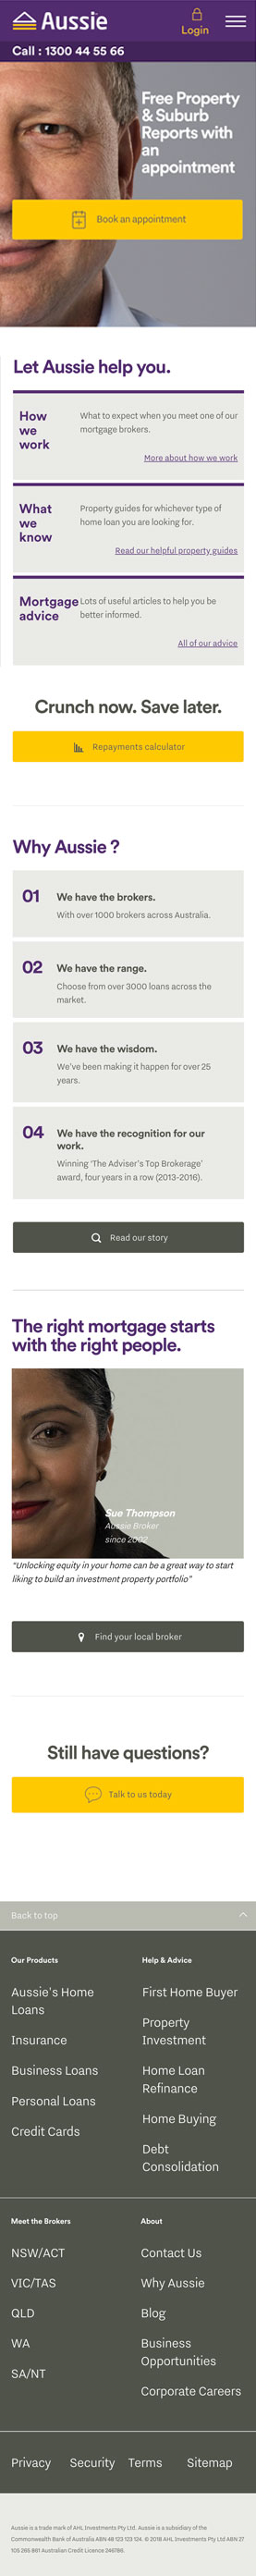 Aussie
Login
Call : 1300 44 55 66
Free Property
& Suburb
Reports with
an
appointment
Book an appointment
Let Aussie help you.
How
we
work
What to expect when you meet one of our
mortgage brokers.
More about how we work
What
we
know
Property guides for whichever type of
home loan you are looking for.
Read our helpful property guides
Mortgage
advice
Lots of useful articles to help you be
better informed.
All of our advice
Crunch now. Save later.
Repayments calculator
Why Aussie ?
01
We have the brokers.
With over 1000 brokers across Australia.
02
We have the range.
Choose from over 3000 loans across the
market.
03
We have the wisdom.
We've been making it happen for over 25
years.
04
We have the recognition for our
work.
Winning 'The Adviser's Top Brokerage'
award, four years in a row (2013-2016).
Read our story
The right mortgage starts
with the right people.
Sue Thompson
Aussie Broker
since 2002
"Unlocking equity in your home can be a great way to start
liking to build an investment property portfolio"
Find your local broker
Still have questions?
Talk to us today
Back to top
Our Products
Aussie's Home
Loans
Insurance
Business Loans
Personal Loans
Credit Cards
Help & Advice
First Home Buyer
Property
Investment
Home Loan
Refinance
Home Buying
Debt
Consolidation
Meet the Brokers
NSW/ACT
VIC/TAS
QLD
WA
SA/NT
About
Contact Us
Why Aussie
Blog
Business
Opportunities
Corporate Careers
Privacy Security Terms Sitemap
Aussie is a trade mark of AHL Investments Pty Ltd. Aussie is a subsidiary of the
Commonwealth Bank of Australia ABN 48 123 123 124. © 2018 AHL Investments Pty Ltd ABN 27
105 265 861 Australian Credit Licence 246786.